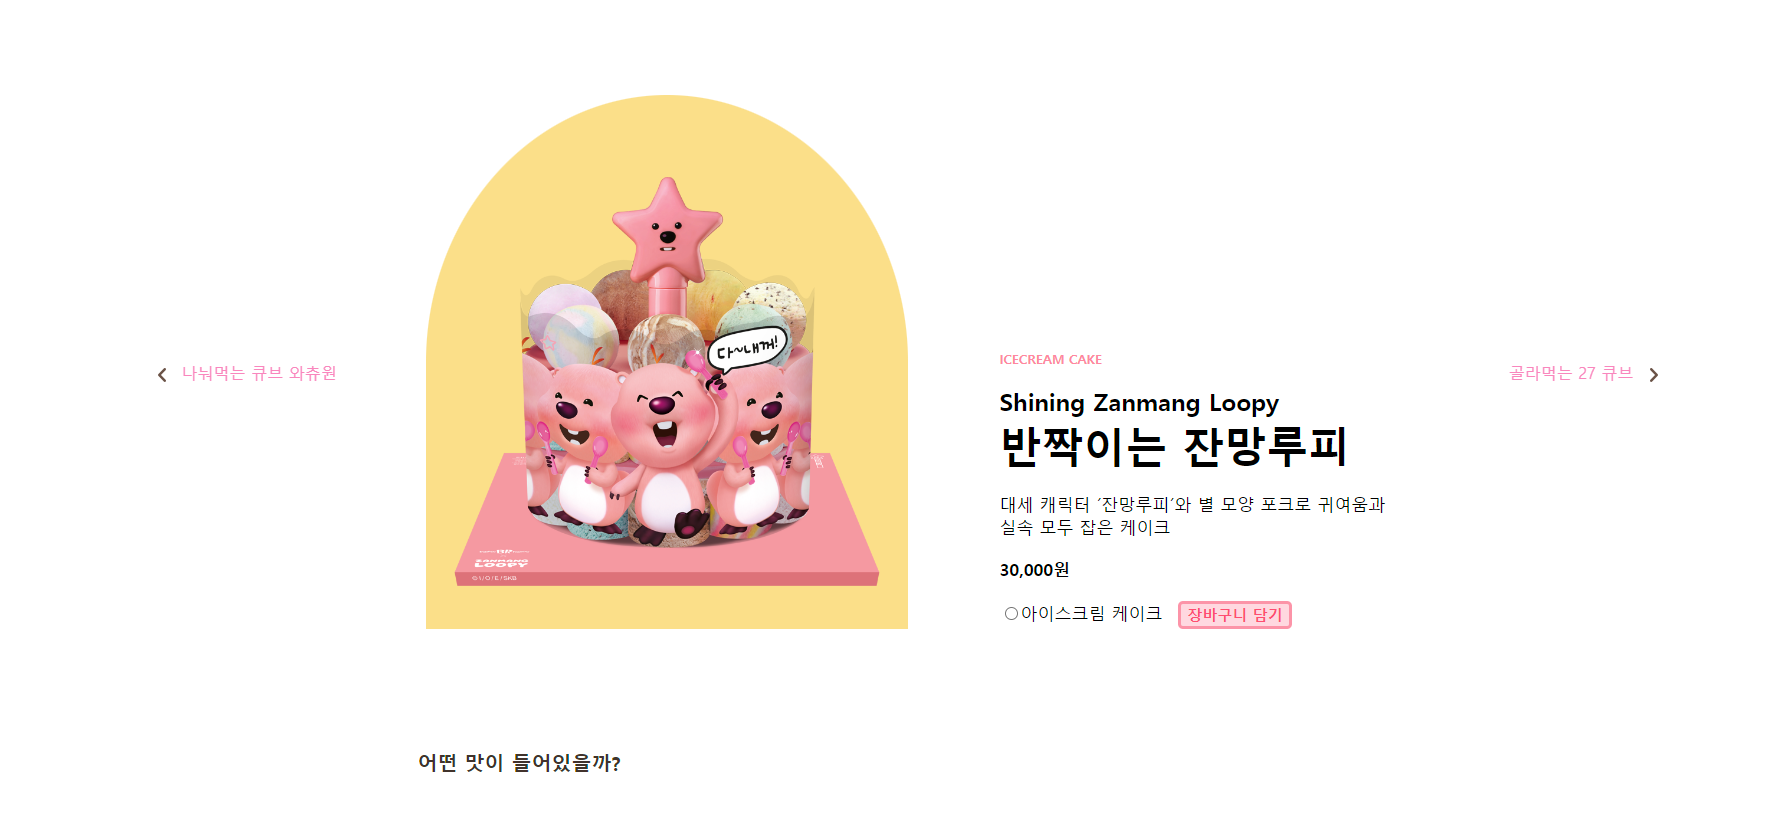 다~내꺼!
ZANMANG
LOOPY
나눠먹는 큐브 와츄원
ICECREAM CAKE
Shining Zanmang Loopy
반짝이는 잔망루피
대세 캐릭터 ´잔망루피´와 별 모양 포크로 귀여움과
실속 모두 잡은 케이크
30,000원
아이스크림 케이크
장바구니 담기
골라먹는 27 큐브
어떤 맛이 들어있을까?